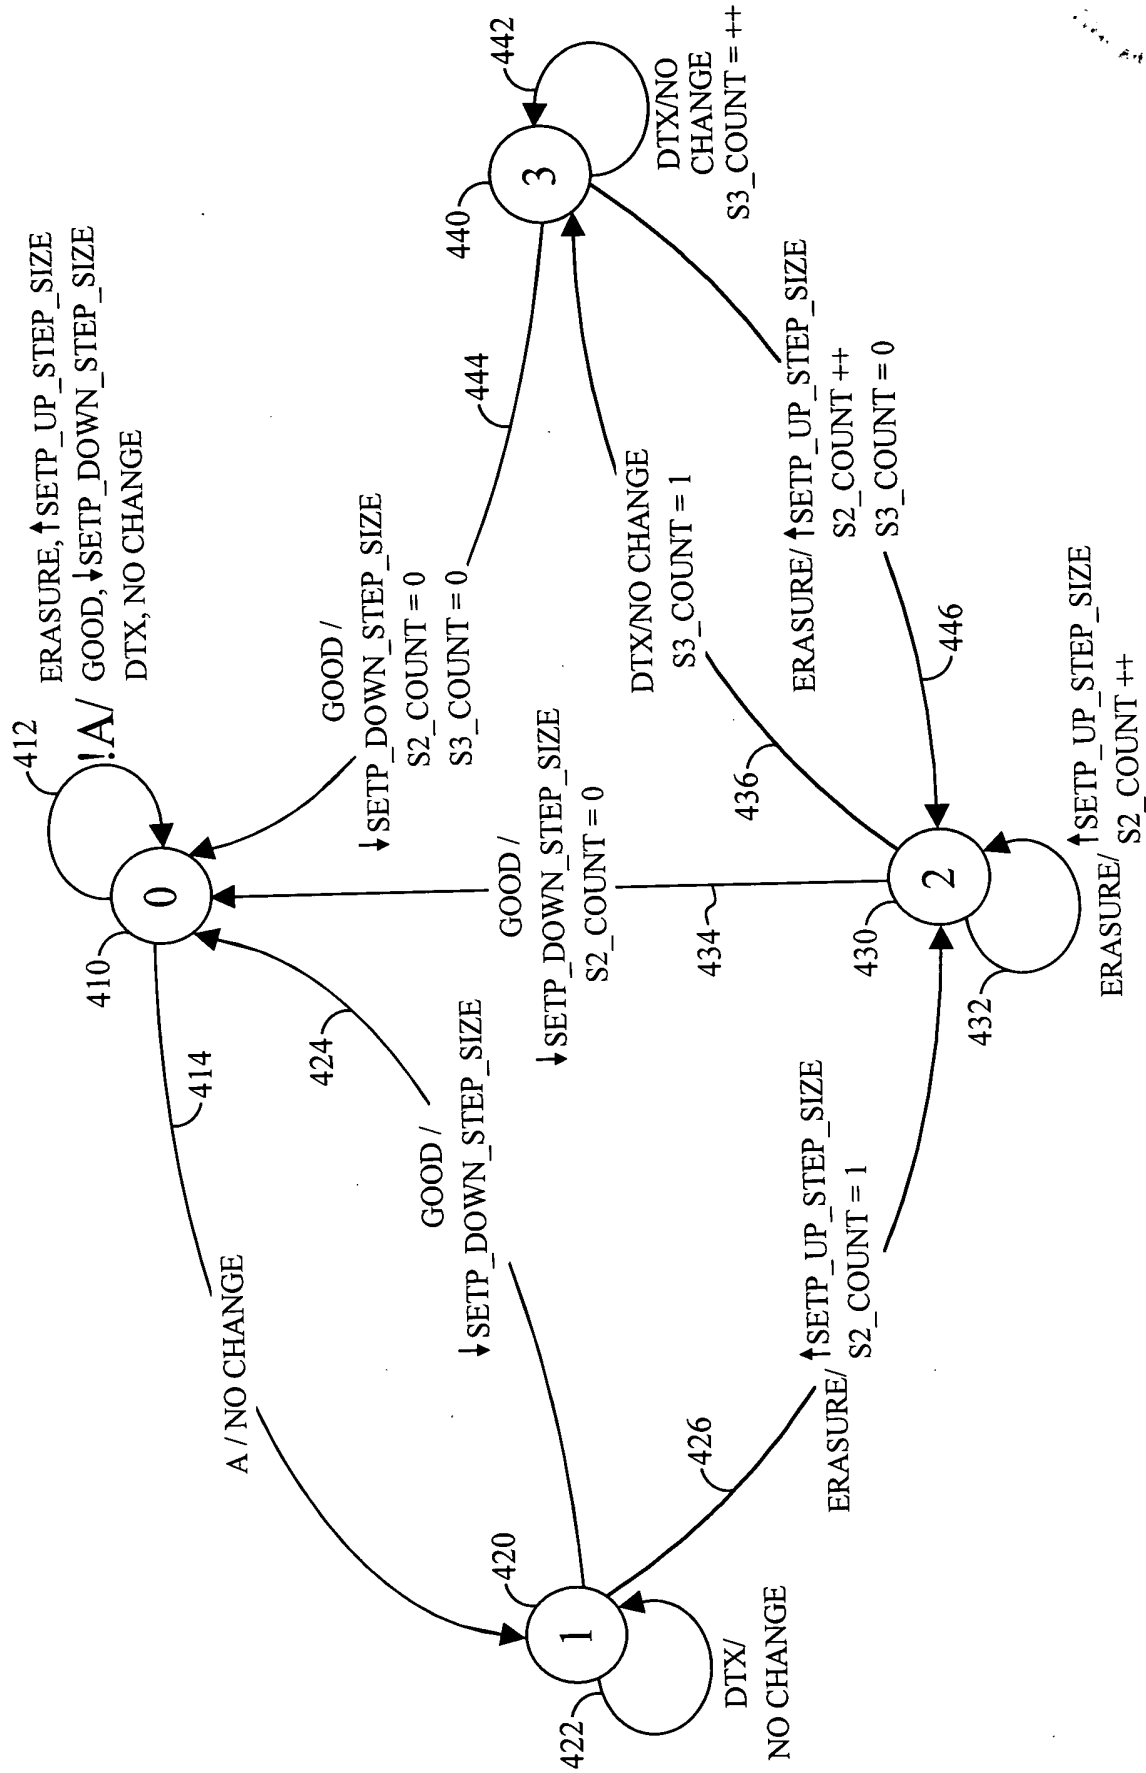 412
!A/
ERASURE, ↑SETP_UP_STEP_SIZE
GOOD, ↓SETP_DOWN_STEP_SIZE
DTX, NO CHANGE
410
0
414
A / NO CHANGE
424
GOOD /
↓SETP_DOWN_STEP_SIZE
444
GOOD /
↓SETP_DOWN_STEP_SIZE
S2_COUNT = 0
S3_COUNT = 0
440
3
442
DTX/NO
CHANGE
S3_COUNT = ++
434
GOOD /
↓SETP_DOWN_STEP_SIZE
S2_COUNT = 0
420
1
422
DTX/
NO CHANGE
426
ERASURE/ ↑SETP_UP_STEP_SIZE
S2_COUNT = 1
436
DTX/NO CHANGE
S3_COUNT = 1
446
ERASURE/ ↑SETP_UP_STEP_SIZE
S2_COUNT ++
S3_COUNT = 0
430
2
432
ERASURE/ ↑SETP_UP_STEP_SIZE
S2_COUNT ++